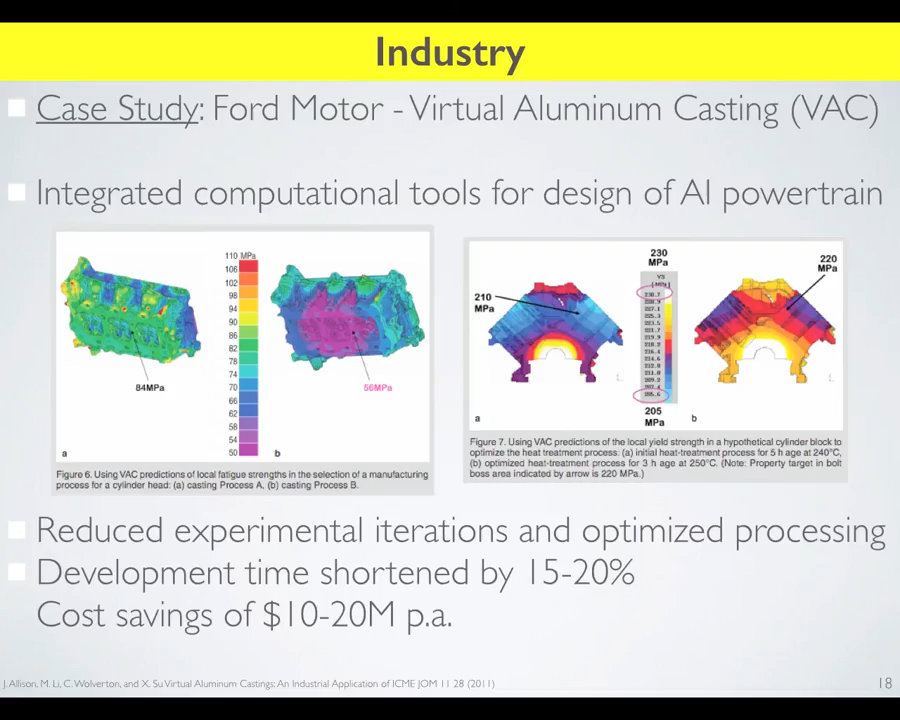 Industry
Case Study: Ford Motor - Virtual Aluminum Casting (VAC)
Integrated computational tools for design of Al powertrain
110 MPa
106
102
98
94
90
86
82
78
74
70
66
62
58
54
50
84MPa
56MPa
a
b
Figure 6. Using VAC predictions of local fatigue strengths in the selection of a manufacturing
process for a cylinder head: (a) casting Process A, (b) casting Process B.
230
MPa
220
MPa
210
MPa
YS
205
MPa
a
b
Figure 7. Using VAC predictions of the local yield strength in a hypothetical cylinder block to
optimize the heat treatment process: (a) initial heat-treatment process for 5 h age at 240°C,
(b) optimized heat-treatment process for 3 h age at 250°C. (Note: Property target in bolt
boss area indicated by arrow is 220 MPa.)
Reduced experimental iterations and optimized processing
Development time shortened by 15-20%
Cost savings of $10-20M p.a.
J. Allison, M. Li, C. Wolverton, and X. Su Virtual Aluminum Castings: An Industrial Application of ICME JOM 11 28 (2011)
18